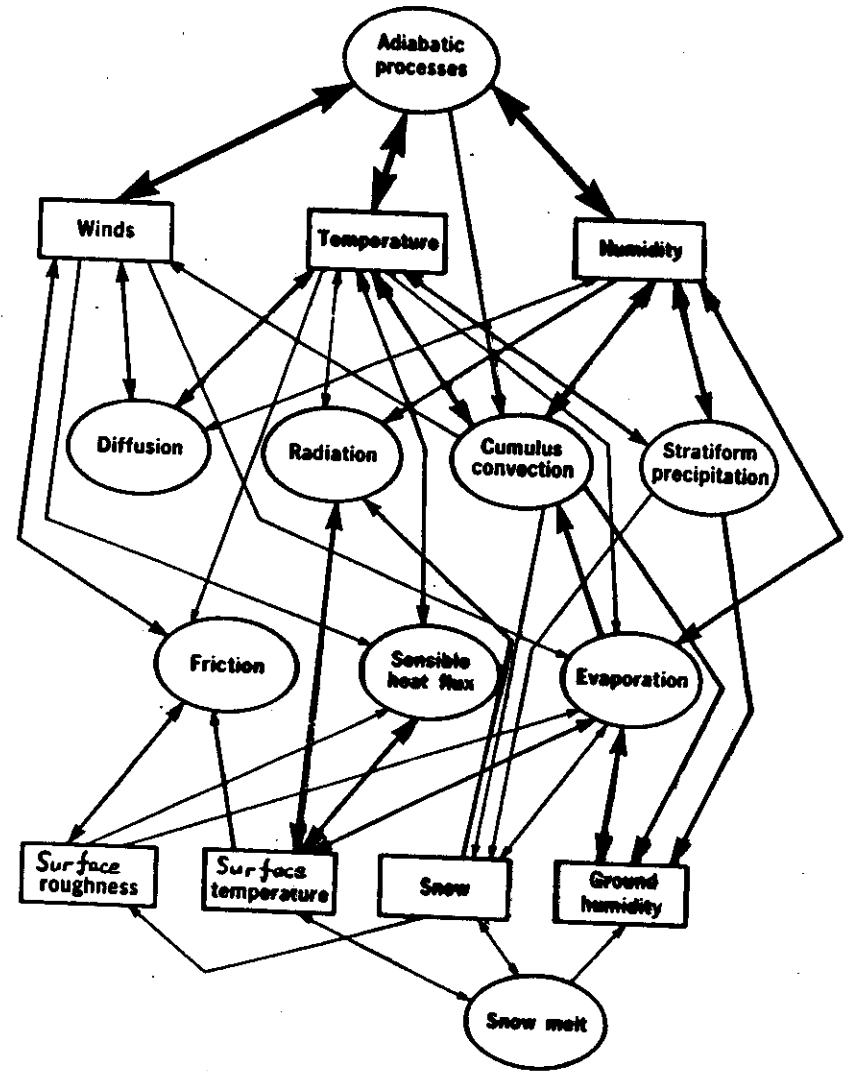 Adiabatic
processes
Winds
Temperature
Humidity
Diffusion
Radiation
Cumulus
convection
Stratiform
precipitation
Friction
Sensible
heat flux
Evaporation
Surface
roughness
Surface
temperature
Snow
Ground
humidity
Snow melt